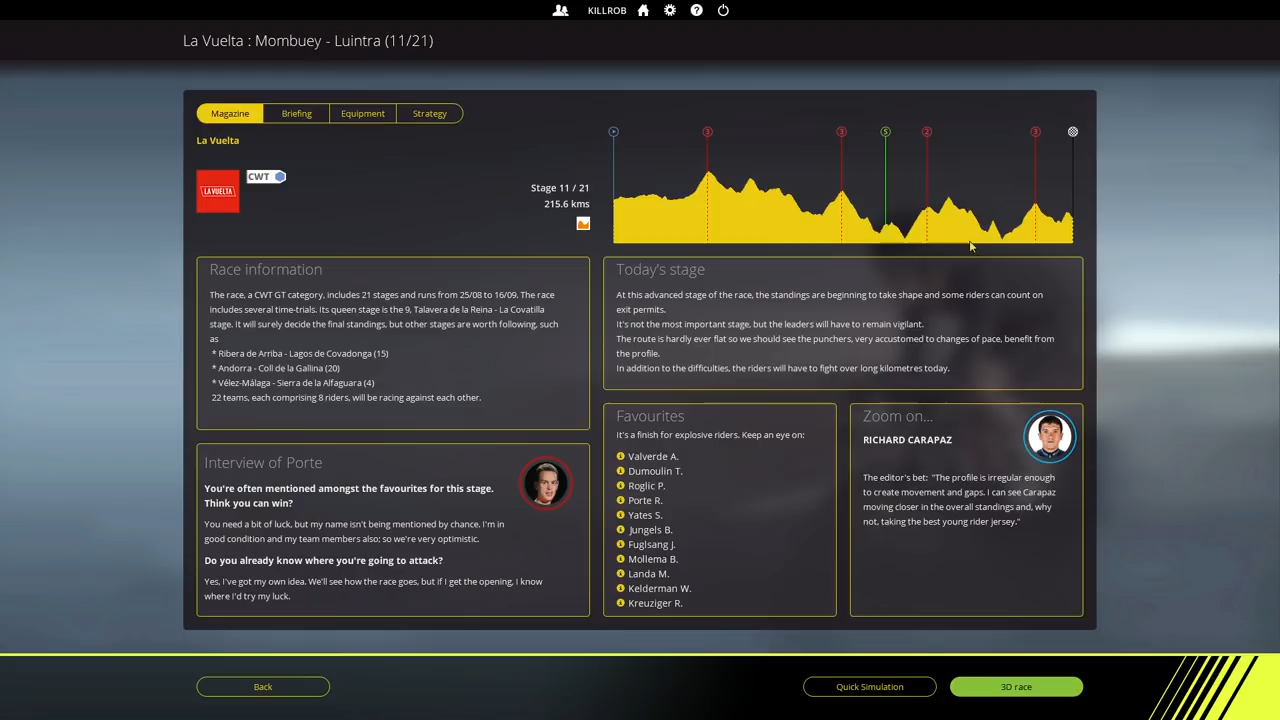 KILLROB
La Vuelta : Mombuey - Luintra (11/21)
Magazine
Briefing
Equipment
Strategy
La Vuelta
LA VUELTA
CWT
Stage 11 / 21
215.6 kms
3
3
S
2
3
Race information
The race, a CWT GT category, includes 21 stages and runs from 25/08 to 16/09. The race
includes several time-trials. Its queen stage is the 9, Talavera de la Reina - La Covatilla
stage. It will surely decide the final standings, but other stages are worth following, such
as
* Ribera de Arriba - Lagos de Covadonga (15)
* Andorra - Coll de la Gallina (20)
* Vélez-Málaga - Sierra de la Alfaguara (4)
22 teams, each comprising 8 riders, will be racing against each other.
Today's stage
At this advanced stage of the race, the standings are beginning to take shape and some riders can count on
exit permits.
It's not the most important stage, but the leaders will have to remain vigilant.
The route is hardly ever flat so we should see the punchers, very accustomed to changes of pace, benefit from
the profile.
In addition to the difficulties, the riders will have to fight over long kilometres today.
Interview of Porte
You're often mentioned amongst the favourites for this stage.
Think you can win?
You need a bit of luck, but my name isn't being mentioned by chance. I'm in
good condition and my team members also; so we're very optimistic.
Do you already know where you're going to attack?
Yes, I've got my own idea. We'll see how the race goes, but if I get the opening, I know
where I'd try my luck.
Favourites
It's a finish for explosive riders. Keep an eye on:
Valverde A.
Dumoulin T.
Roglic P.
Porte R.
Yates S.
Jungels B.
Fuglsang J.
Mollema B.
Landa M.
Kelderman W.
Kreuziger R.
Zoom on...
RICHARD CARAPAZ
The editor's bet: "The profile is irregular enough
to create movement and gaps. I can see Carapaz
moving closer in the overall standings and, why
not, taking the best young rider jersey."
Back
Quick Simulation
3D race